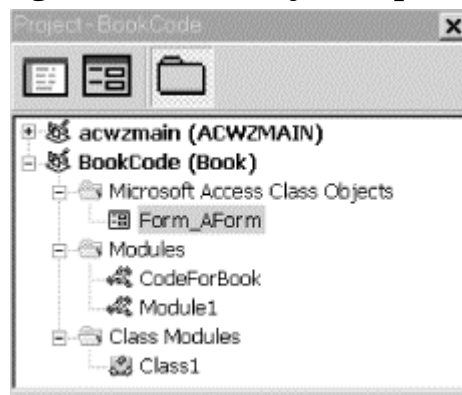 Project - BookCode
acwzmain (ACWZMAIN)
BookCode (Book)
Microsoft Access Class Objects
Form_AForm
Modules
CodeForBook
Module1
Class Modules
Class1